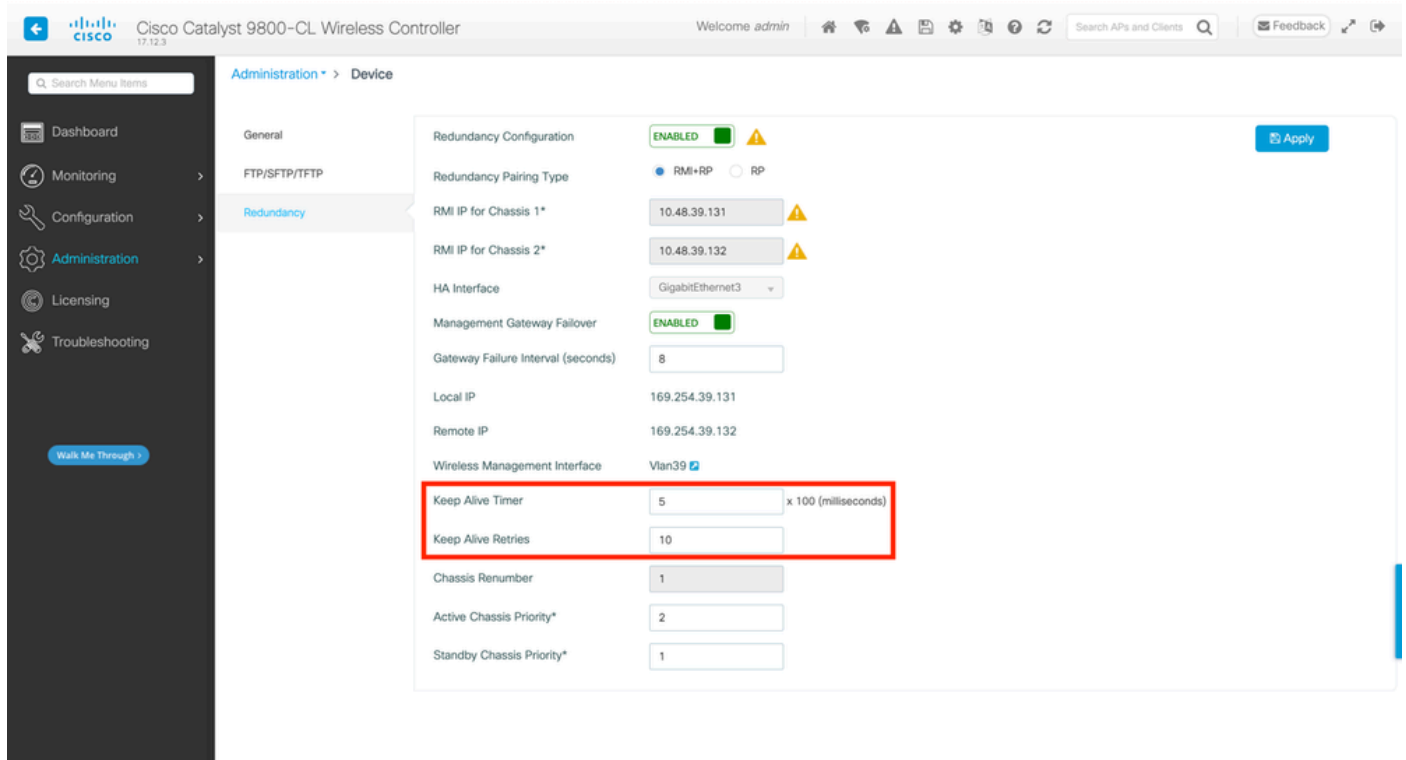 CISCO
Cisco Catalyst 9800-CL Wireless Controller
17.12.3
Welcome admin
Search APs and Clients
Feedback
Search Menu Items
Dashboard
Monitoring
Configuration
Administration
Licensing
Troubleshooting
Walk Me Through >
Administration > Device
General
FTP/SFTP/TFTP
Redundancy
Redundancy Configuration ENABLED
Apply
Redundancy Pairing Type RMI+RP RP
RMI IP for Chassis 1* 10.48.39.131
RMI IP for Chassis 2* 10.48.39.132
HA Interface GigabitEthernet3
Management Gateway Failover ENABLED
Gateway Failure Interval (seconds) 8
Local IP 169.254.39.131
Remote IP 169.254.39.132
Wireless Management Interface Vlan39
Keep Alive Timer 5 x 100 (milliseconds)
Keep Alive Retries 10
Chassis Renumber 1
Active Chassis Priority* 2
Standby Chassis Priority* 1